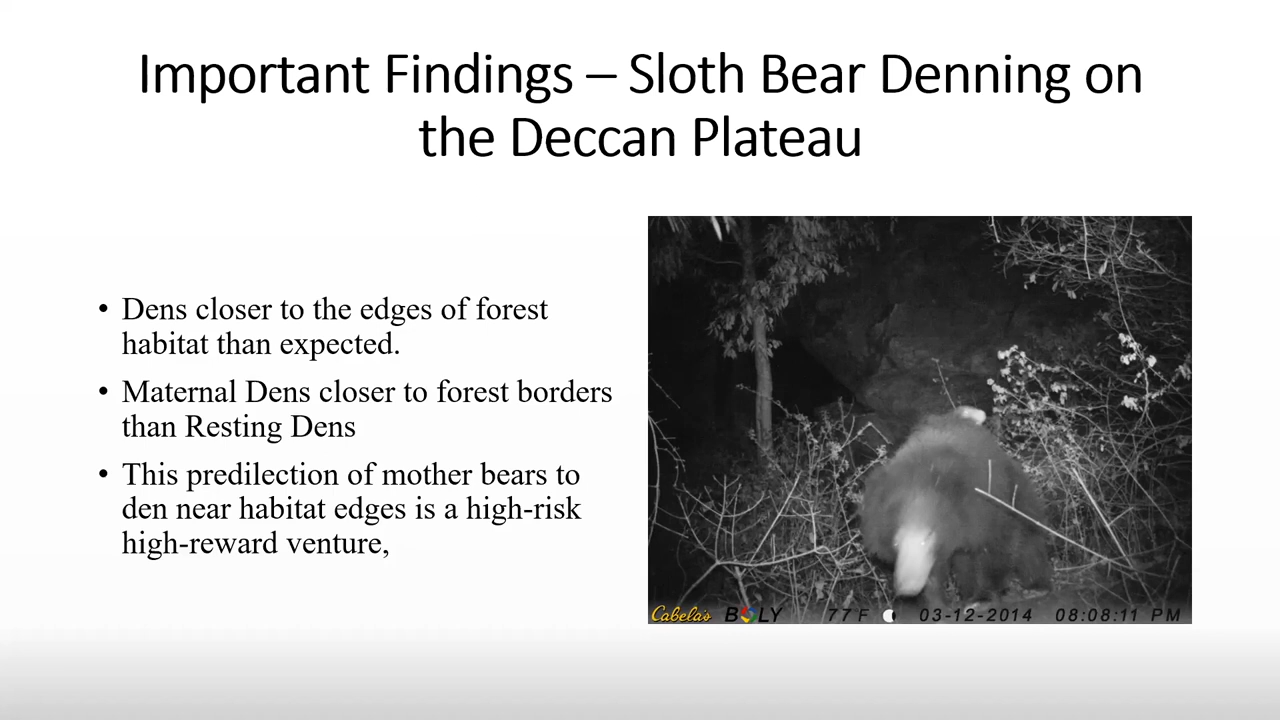 Important Findings – Sloth Bear Denning on
the Deccan Plateau
• Dens closer to the edges of forest
habitat than expected.
• Maternal Dens closer to forest borders
than Resting Dens
• This predilection of mother bears to
den near habitat edges is a high-risk
high-reward venture,
Cabela's BOLY 77F 03-12-2014 08:08:11 PM